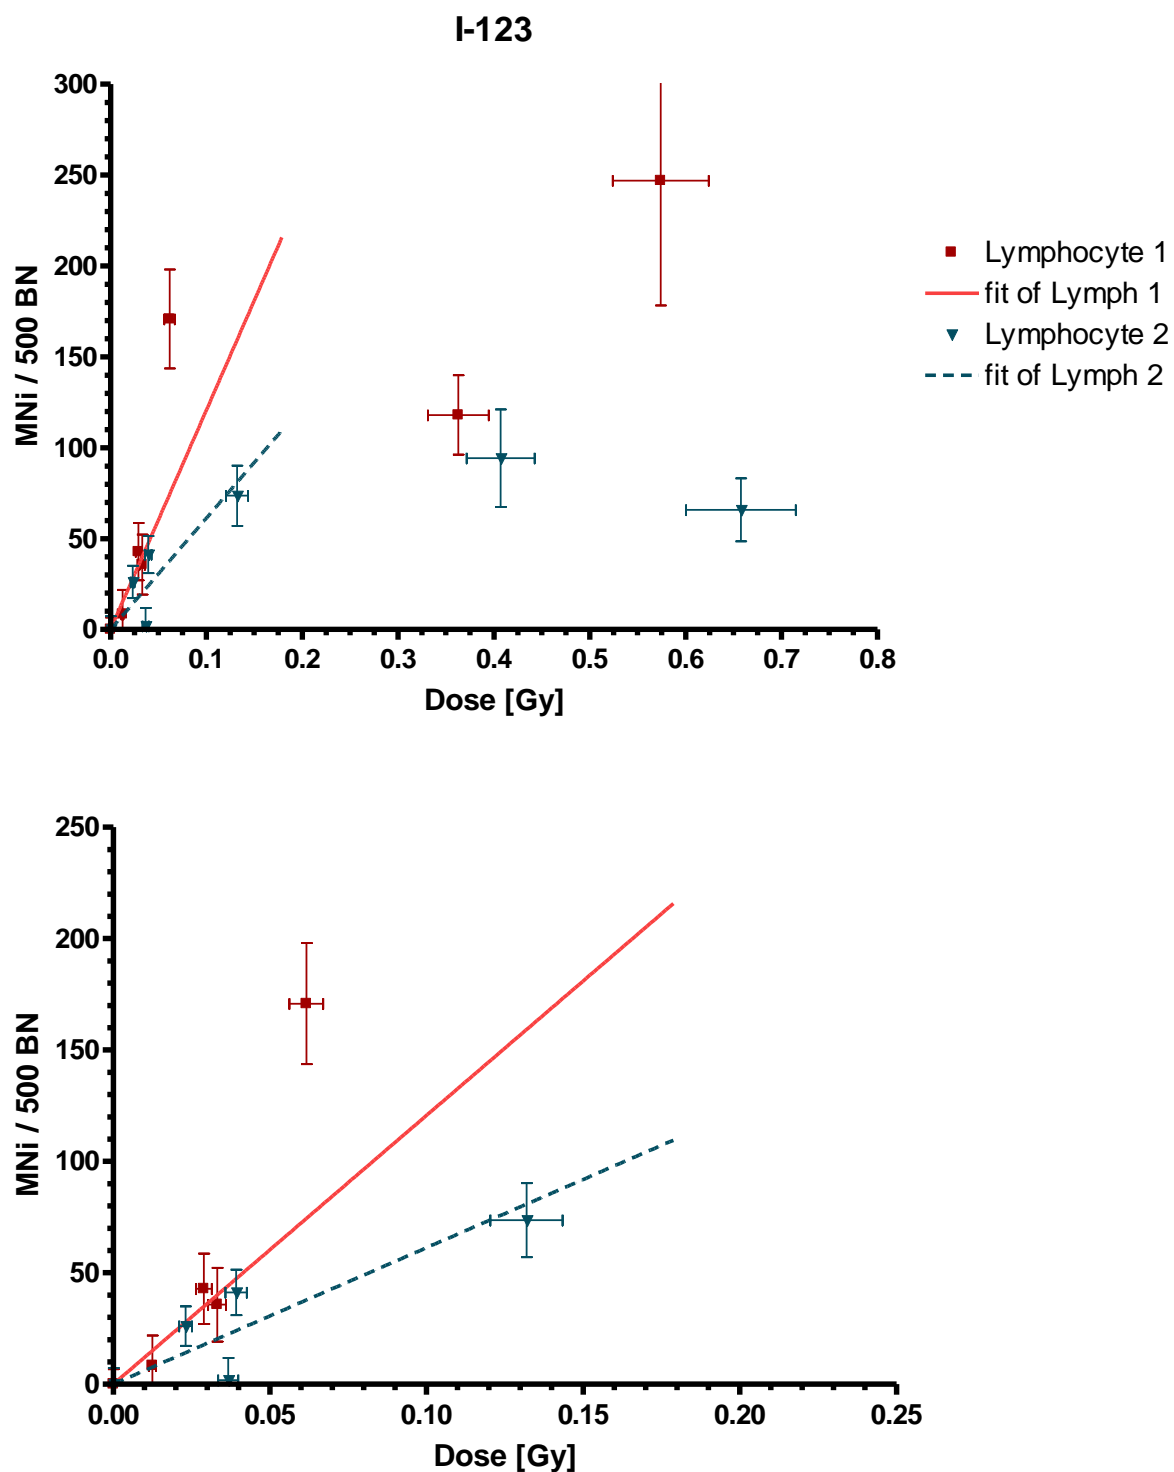 I-123
300
250
200
150
100
50
0
MNi / 500 BN
0.0 0.1 0.2 0.3 0.4 0.5 0.6 0.7 0.8
Dose [Gy]
Lymphocyte 1
fit of Lymph 1
Lymphocyte 2
fit of Lymph 2
250
200
150
100
50
0
MNi / 500 BN
0.00 0.05 0.10 0.15 0.20 0.25
Dose [Gy]